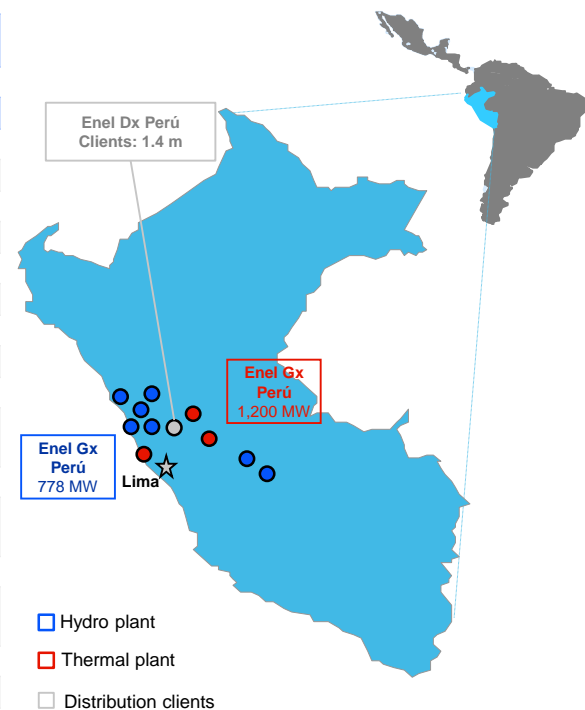 Enel Dx Perú
Clients: 1.4 m
Enel Gx
Perú
1,200 MW
Enel Gx
Perú
778 MW
Lima
Hydro plant
Thermal plant
Distribution clients